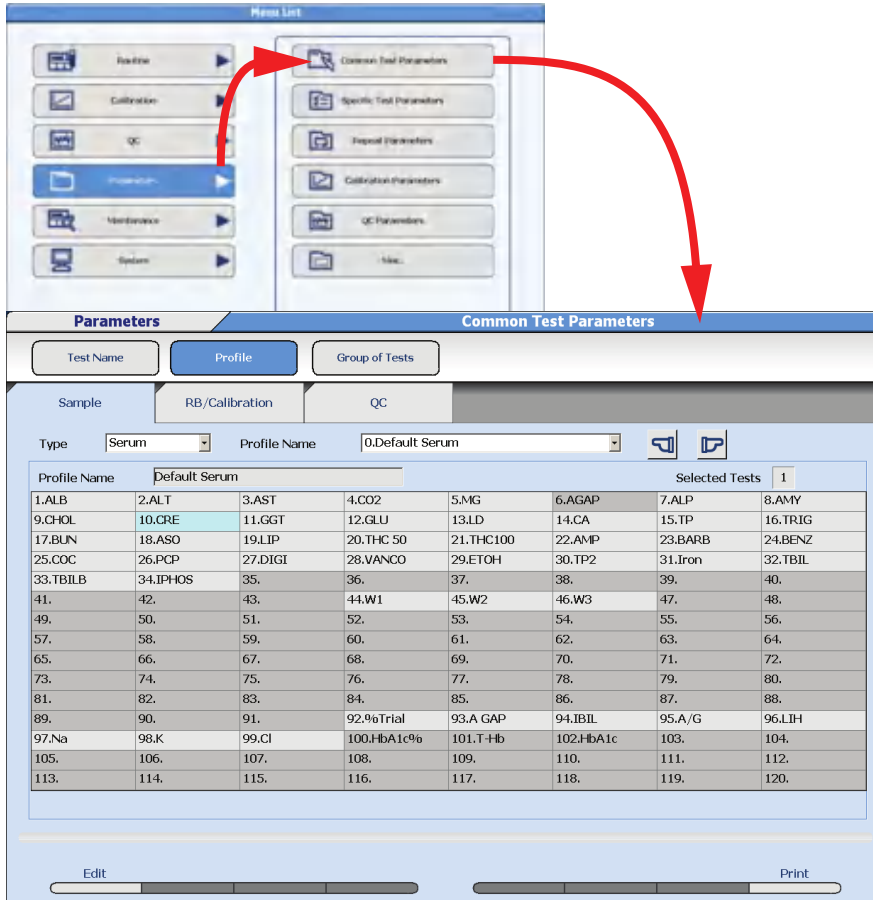 Menu List
Routine
Common Test Parameters
Calibration
Specific Test Parameters
QC
Repeat Parameters
Parameters
Calibration Parameters
Maintenance
QC Parameters
System
Misc.
Parameters
Common Test Parameters
Test Name
Profile
Group of Tests
Sample
RB/Calibration
QC
Type
Serum
Profile Name
0.Default Serum
Profile Name
Default Serum
Selected Tests
1
1.ALB 2.ALT 3.AST 4.CO2 5.MG 6.AGAP 7.ALP 8.AMY
9.CHOL 10.CRE 11.GGT 12.GLU 13.LD 14.CA 15.TP 16.TRIG
17.BUN 18.ASO 19.LIP 20.THC 50 21.THC100 22.AMP 23.BARB 24.BENZ
25.COC 26.PCP 27.DIGI 28.VANCO 29.ETOH 30.TP2 31.Iron 32.TBIL
33.TBILB 34.IPHOS 35. 36. 37. 38. 39. 40.
41. 42. 43. 44.W1 45.W2 46.W3 47. 48.
49. 50. 51. 52. 53. 54. 55. 56.
57. 58. 59. 60. 61. 62. 63. 64.
65. 66. 67. 68. 69. 70. 71. 72.
73. 74. 75. 76. 77. 78. 79. 80.
81. 82. 83. 84. 85. 86. 87. 88.
89. 90. 91. 92.%Trial 93.A GAP 94.IBIL 95.A/G 96.LIH
97.Na 98.K 99.Cl 100.HbA1c% 101.T-Hb 102.HbA1c 103. 104.
105. 106. 107. 108. 109. 110. 111. 112.
113. 114. 115. 116. 117. 118. 119. 120.
Edit
Print